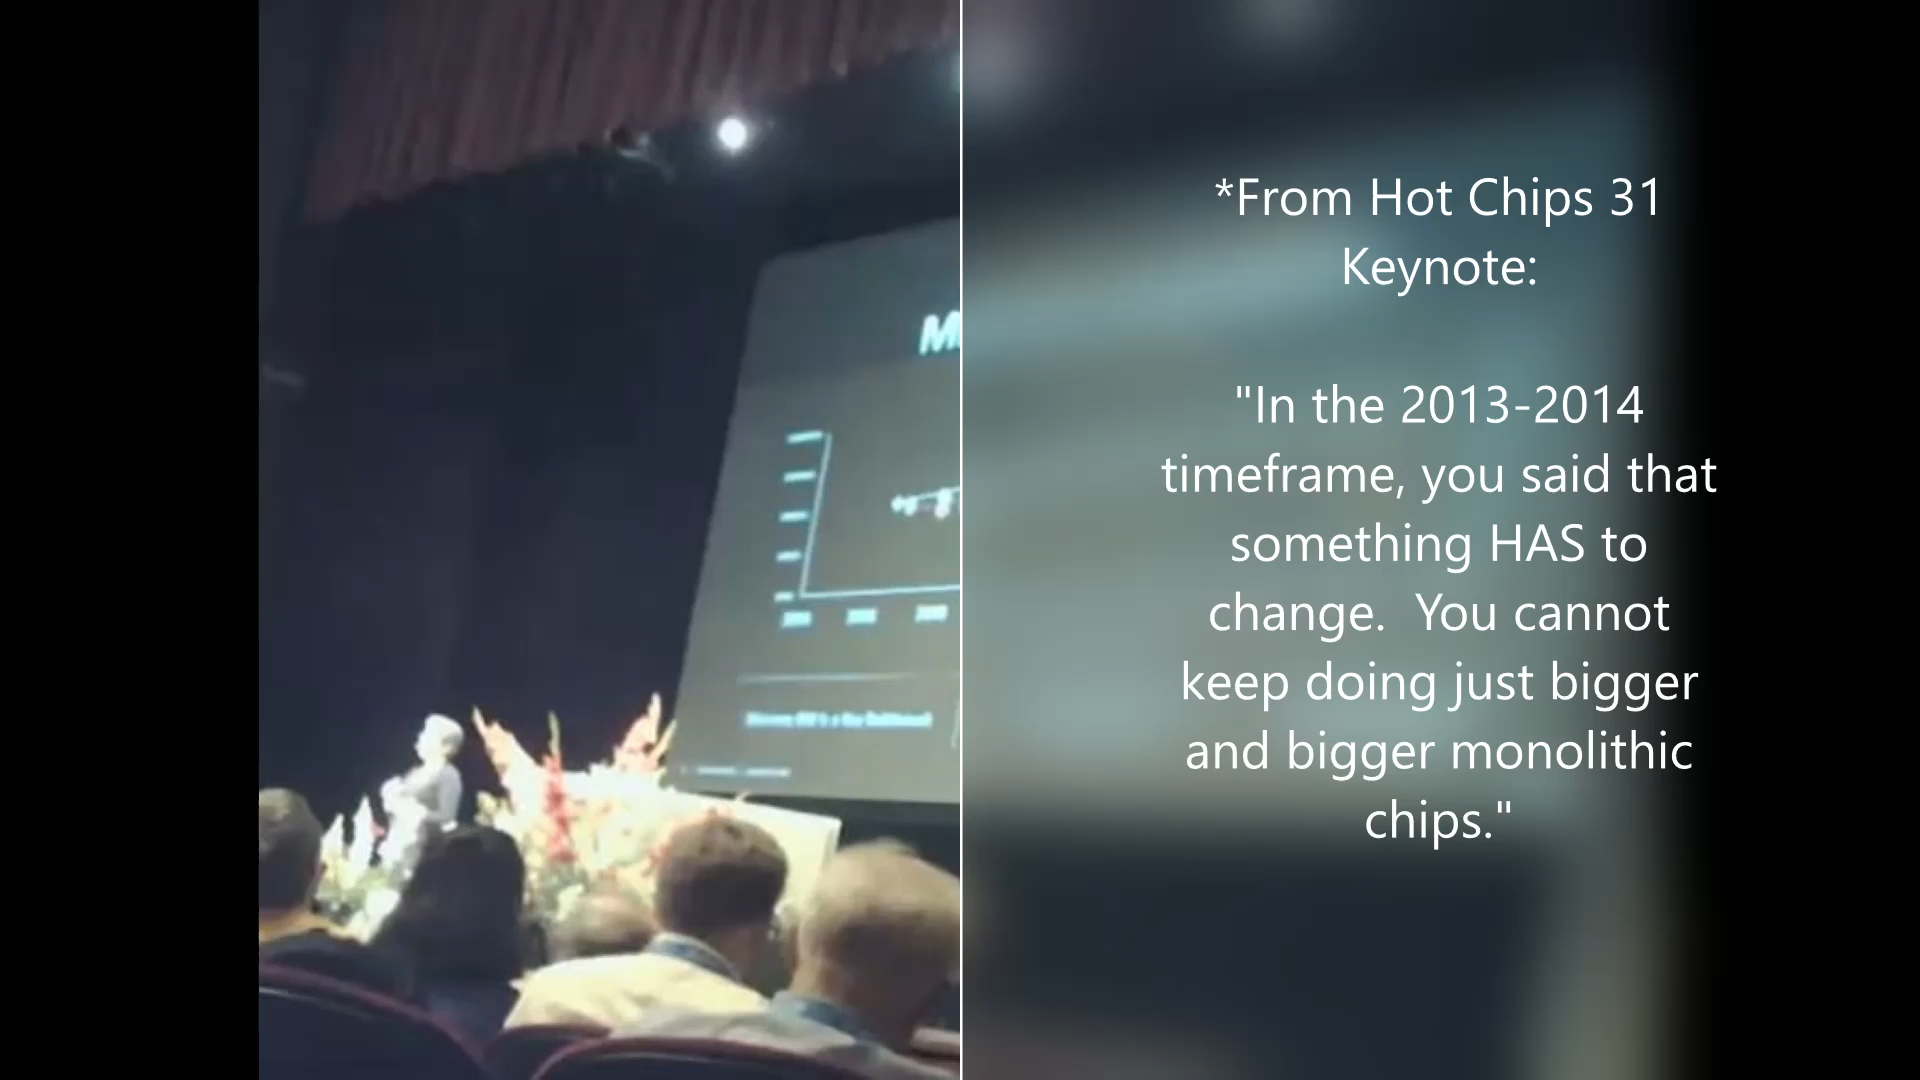 *From Hot Chips 31
Keynote:
"In the 2013-2014
timeframe, you said that
something HAS to
change.  You cannot
keep doing just bigger
and bigger monolithic
chips."